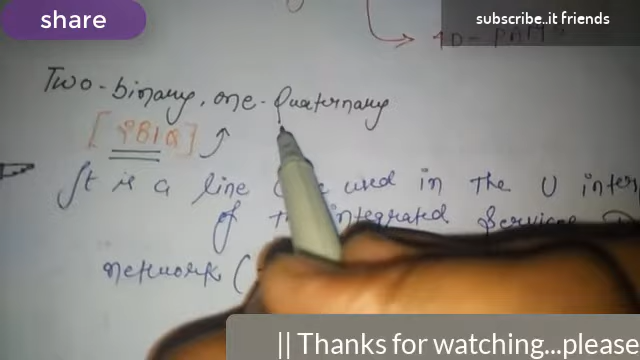 share
subscribe..it friends
Two-binary, one-Quaternary
[2B1Q]
It is a line used in the U inter
of integrated Services
network (
|| Thanks for watching...please